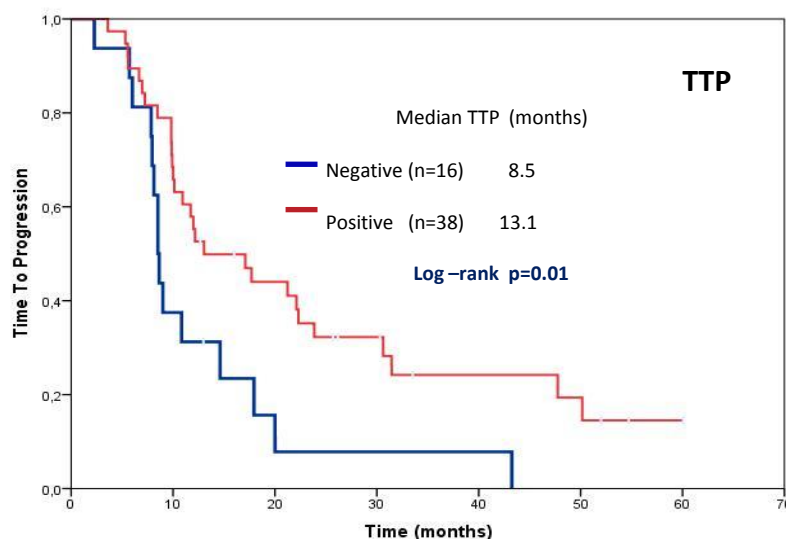 TTP
Median TTP (months)
Negative (n=16) 8.5
Positive (n=38) 13.1
Log –rank p=0.01
Time To Progression
1,0
0,8
0,6
0,4
0,2
0,0
0 10 20 30 40 50 60 70
Time (months)